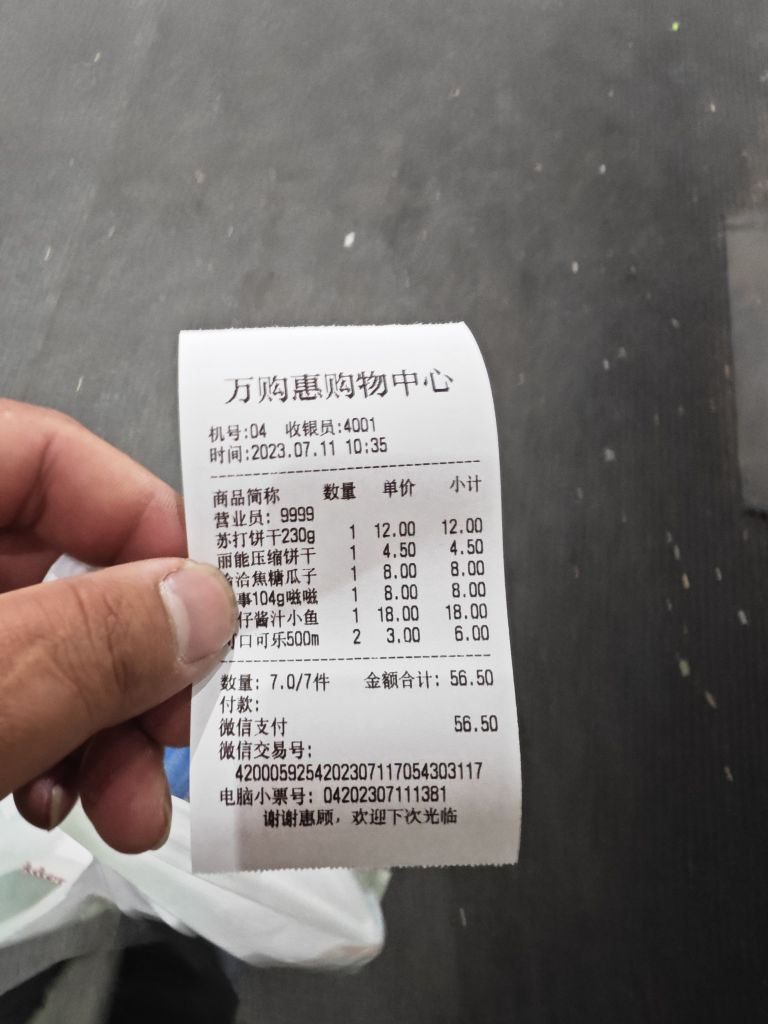 万购惠购物中心
机号:04 收银员:4001
时间:2023.07.11 10:35
商品简称 数量 单价 小计
营业员: 9999
苏打饼干230g 1 12.00 12.00
丽能压缩饼干 1 4.50 4.50
洽焦糖瓜子 1 8.00 8.00
事104g嗞嗞 1 8.00 8.00
仔酱汁小鱼 1 18.00 18.00
口可乐500m 2 3.00 6.00
数量: 7.0/7件 金额合计: 56.50
付款:
微信支付 56.50
微信交易号:
4200059254202307117054303117
电脑小票号: 04202307111381
谢谢惠顾，欢迎下次光临